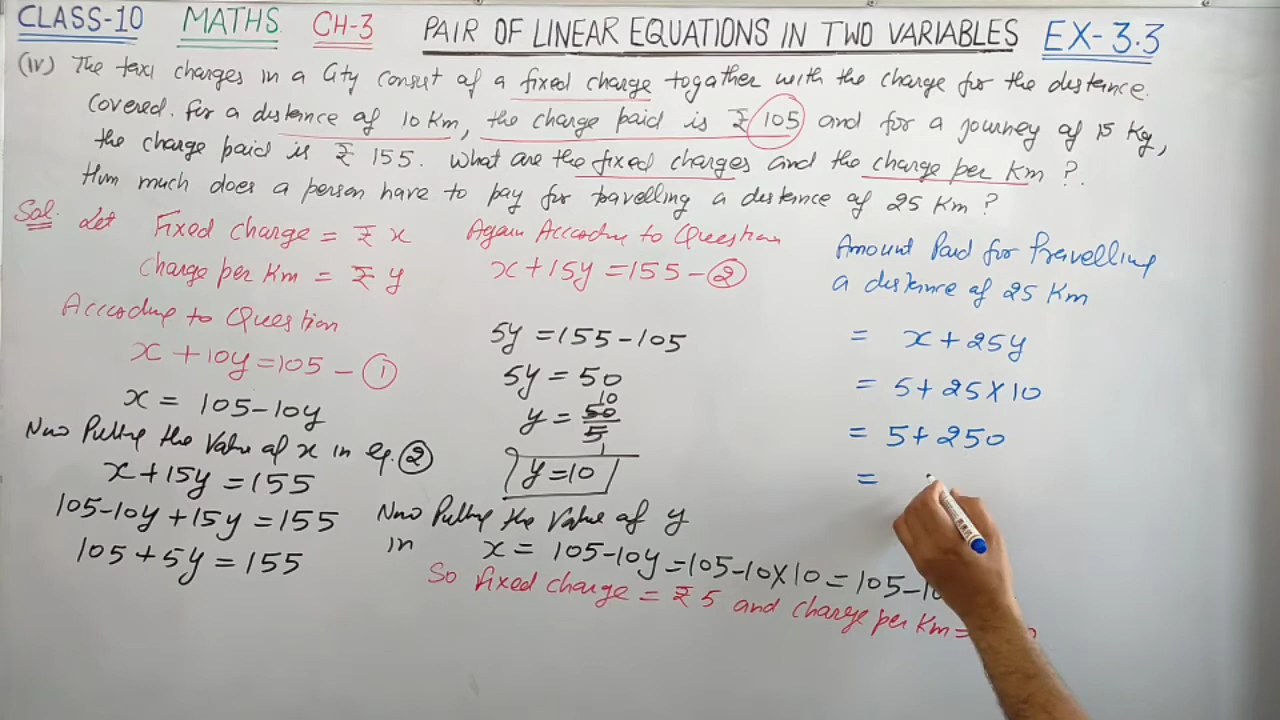 CLASS-10 MATHS CH-3 PAIR OF LINEAR EQUATIONS IN TWO VARIABLES EX-3.3
(iv) The taxi charges in a City consist of a fixed charge togather with the charge for the distance
Covered. For a distance of 10 Km, the charge paid is ₹ 105 and for a journey of 15 Kg,
the charge paid is ₹ 155. What are the fixed charges and the charge per Km ?.
How much does a person have to pay for travelling a distance of 25 Km ?
Sol. Let Fixed Charge = ₹ x
Charge per Km = ₹ y
According to Question
x + 10y = 105 - ①
x = 105 - 10y
Now Putting the Value of x in eq. ②
x + 15y = 155
105 - 10y + 15y = 155
105 + 5y = 155
Again According to Question
x + 15y = 155 - ②
5y = 155 - 105
5y = 50
10
y = 50/5
1
y = 10
Now Putting the Value of y
in x = 105 - 10y = 105 - 10 X 10 = 105 -
So Fixed charge = ₹ 5 and charge per Km =
Amount Paid for Travelling
a distance of 25 Km
= x + 25y
= 5 + 25 X 10
= 5 + 250
=